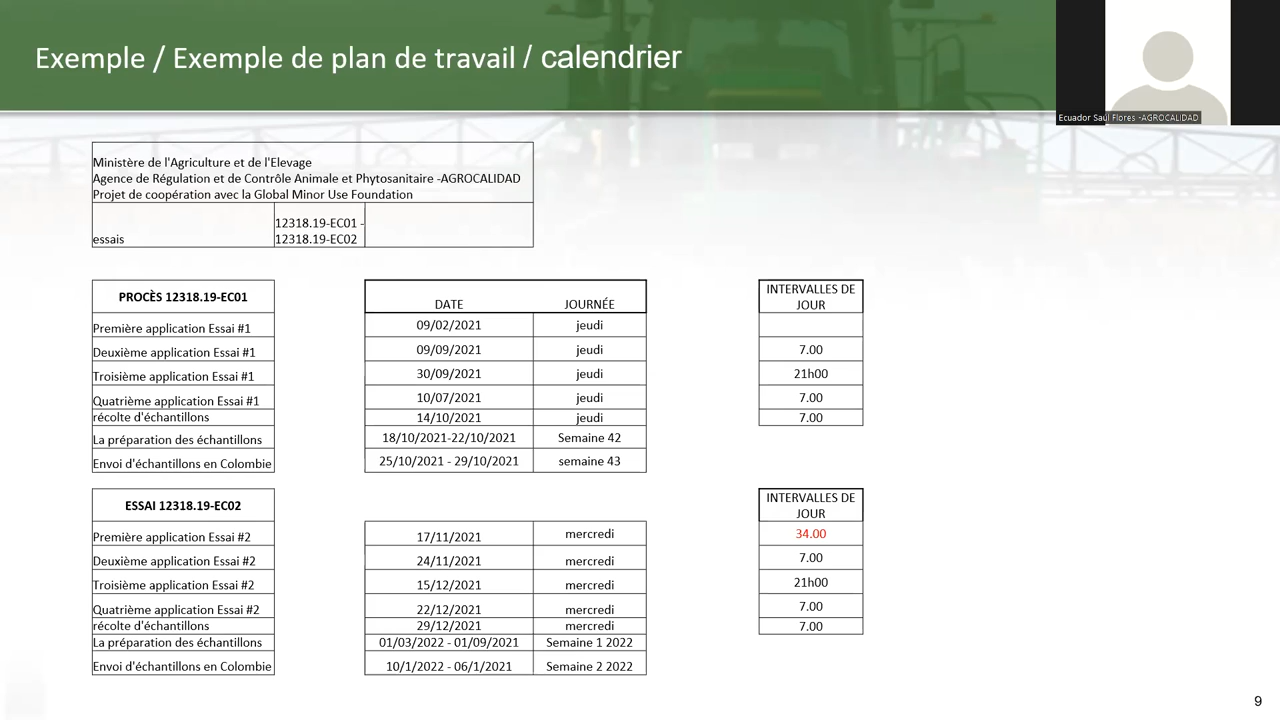 Exemple / Exemple de plan de travail / calendrier
Ecuador Saúl Flores -AGROCALIDAD
Ministère de l'Agriculture et de l'Elevage
Agence de Régulation et de Contrôle Animale et Phytosanitaire -AGROCALIDAD
Projet de coopération avec la Global Minor Use Foundation
essais
12318.19-EC01 -
12318.19-EC02
PROCÈS 12318.19-EC01
DATE JOURNÉE
INTERVALLES DE
JOUR
Première application Essai #1 09/02/2021 jeudi
Deuxième application Essai #1 09/09/2021 jeudi 7.00
Troisième application Essai #1 30/09/2021 jeudi 21h00
Quatrième application Essai #1 10/07/2021 jeudi 7.00
récolte d'échantillons 14/10/2021 jeudi 7.00
La préparation des échantillons 18/10/2021-22/10/2021 Semaine 42
Envoi d'échantillons en Colombie 25/10/2021 - 29/10/2021 semaine 43
ESSAI 12318.19-EC02
INTERVALLES DE
JOUR
Première application Essai #2 17/11/2021 mercredi 34.00
Deuxième application Essai #2 24/11/2021 mercredi 7.00
Troisième application Essai #2 15/12/2021 mercredi 21h00
Quatrième application Essai #2 22/12/2021 mercredi 7.00
récolte d'échantillons 29/12/2021 mercredi 7.00
La préparation des échantillons 01/03/2022 - 01/09/2021 Semaine 1 2022
Envoi d'échantillons en Colombie 10/1/2022 - 06/1/2021 Semaine 2 2022
9